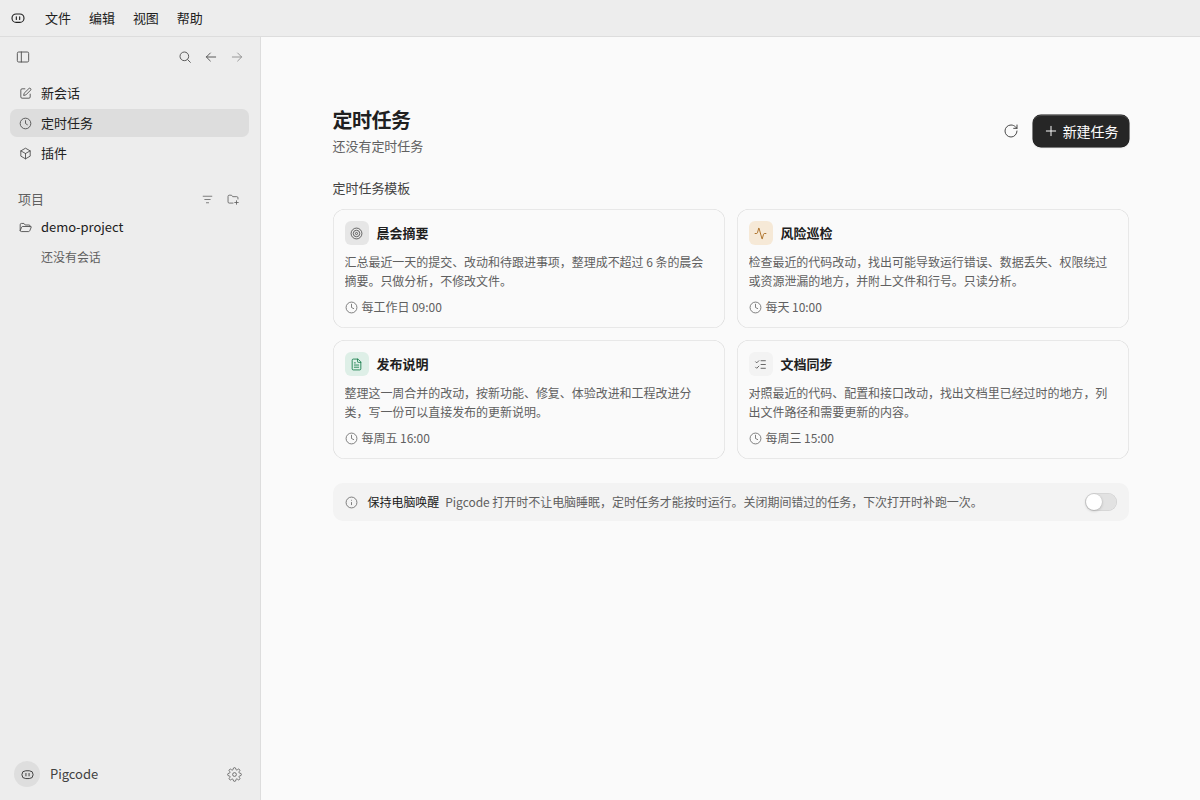 文件 编辑 视图 帮助
新会话
定时任务
插件
项目
demo-project
还没有会话
Pigcode
定时任务
还没有定时任务
新建任务
定时任务模板
晨会摘要
汇总最近一天的提交、改动和待跟进事项，整理成不超过 6 条的晨会
摘要。只做分析，不修改文件。
每工作日 09:00
风险巡检
检查最近的代码改动，找出可能导致运行错误、数据丢失、权限绕过
或资源泄漏的地方，并附上文件和行号。只读分析。
每天 10:00
发布说明
整理这一周合并的改动，按新功能、修复、体验改进和工程改进分
类，写一份可以直接发布的更新说明。
每周五 16:00
文档同步
对照最近的代码、配置和接口改动，找出文档里已经过时的地方，列
出文件路径和需要更新的内容。
每周三 15:00
保持电脑唤醒 Pigcode 打开时不让电脑睡眠，定时任务才能按时运行。关闭期间错过的任务，下次打开时补跑一次。